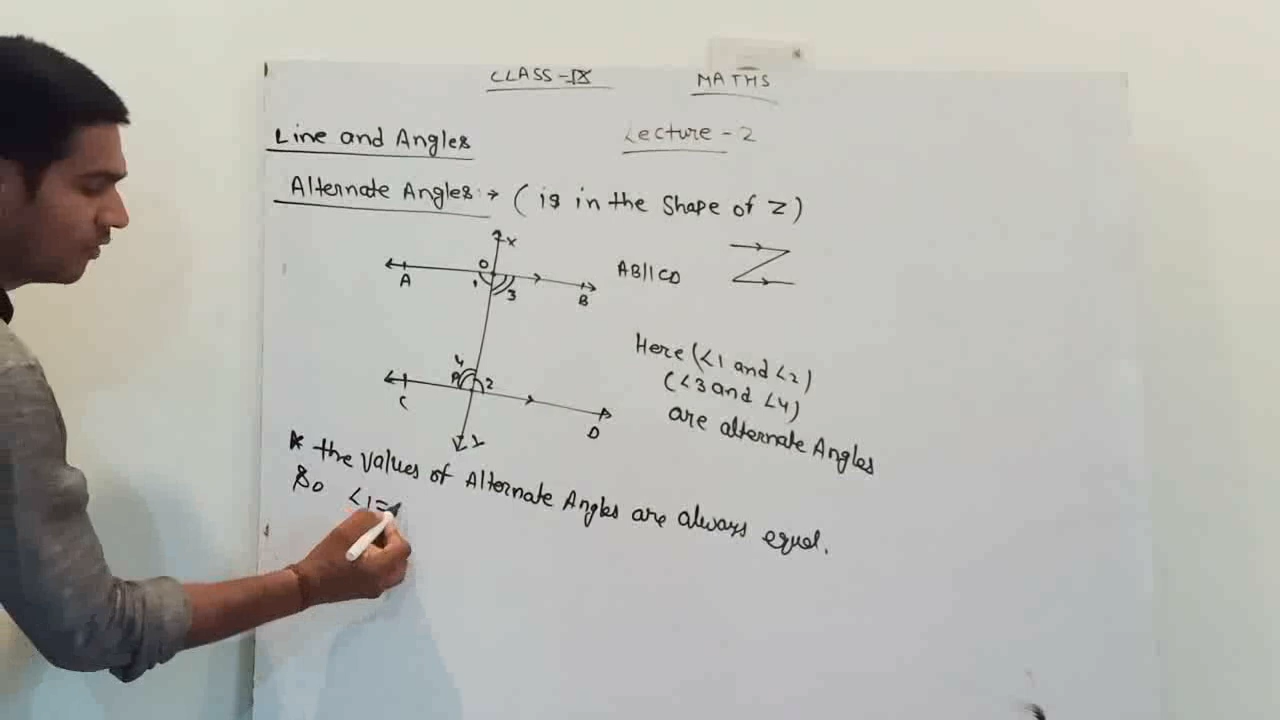 CLASS-IX MATHS
Line and Angles Lecture-2
Alternate Angles:→ (is in the shape of Z)
X
O
A 1 3 B
AB||CD
Here (∠1 and ∠2)
(∠3 and ∠4)
are alternate Angles
4
P 2
C D
Y
* the values of Alternate Angles are always equal.
So ∠1=